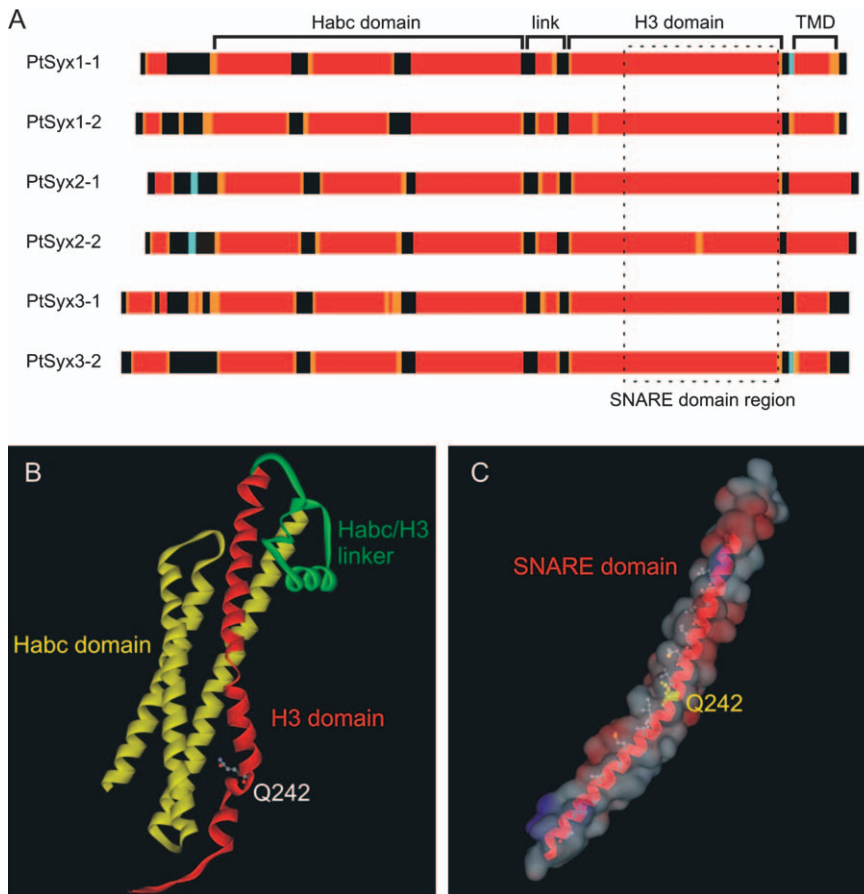 A
Habc domain link H3 domain TMD
PtSyx1-1
PtSyx1-2
PtSyx2-1
PtSyx2-2
PtSyx3-1
PtSyx3-2
SNARE domain region
B
Habc/H3
linker
Habc domain
H3 domain
Q242
C
SNARE domain
Q242